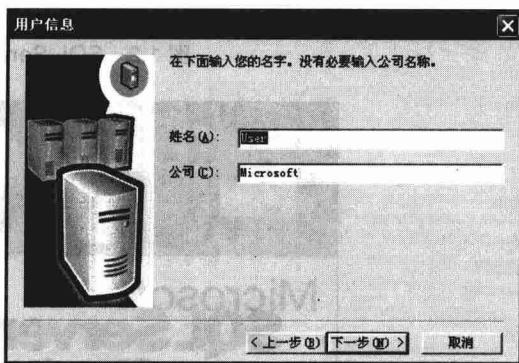 用户信息
在下面输入您的名字。没有必要输入公司名称。
姓名(A): User
公司(C): Microsoft
<上一步(B) 下一步(N)> 取消